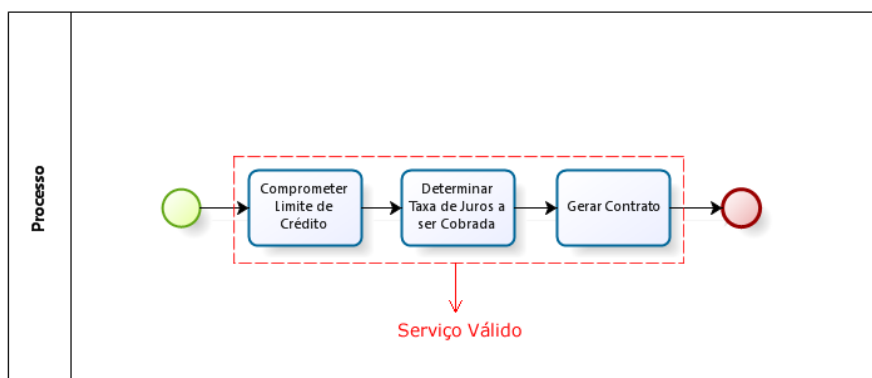 Processo
Comprometer
Limite de
Crédito
Determinar
Taxa de Juros a
ser Cobrada
Gerar Contrato
Serviço Válido